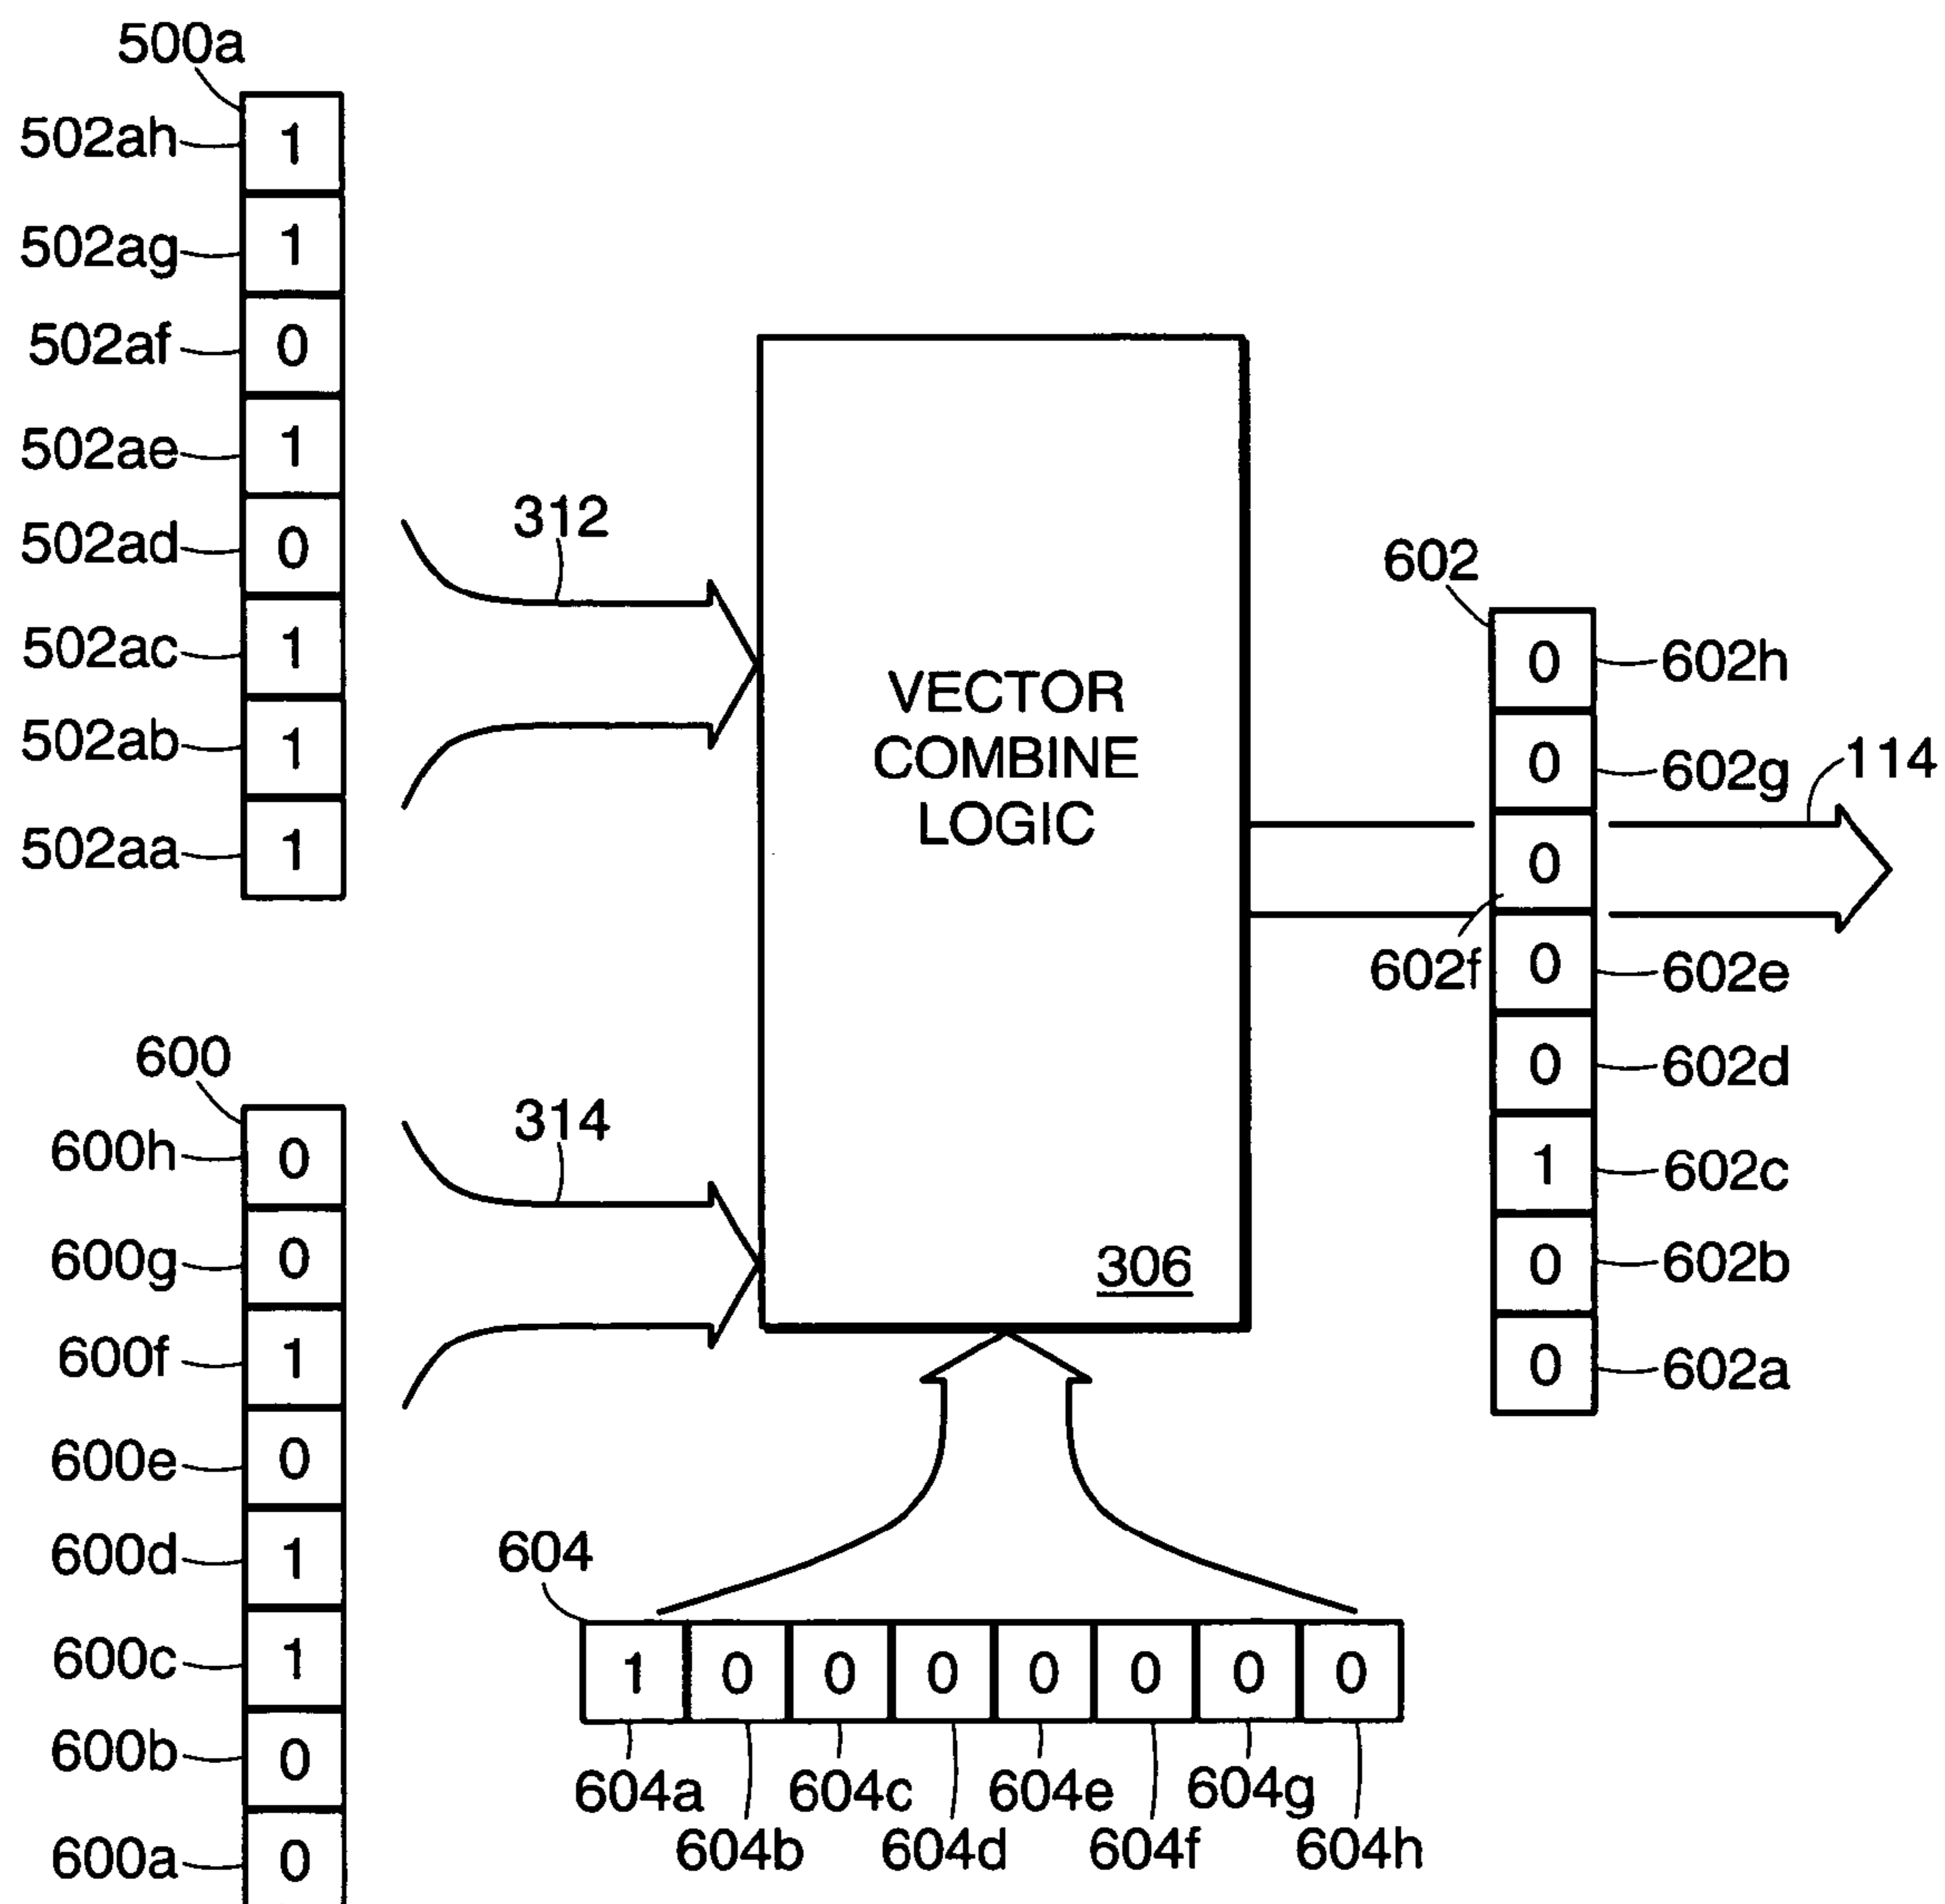 500a
502ah 1
502ag 1
502af 0
502ae 1
502ad 0
502ac 1
502ab 1
502aa 1
312
VECTOR
COMBINE
LOGIC
306
600
600h 0
600g 0
600f 1
600e 0
600d 1
600c 1
600b 0
600a 0
314
602
0 602h
0 602g
114
0
602f
0 602e
0 602d
1 602c
0 602b
0 602a
604
1 0 0 0 0 0 0 0
604a 604c 604e 604g
604b 604d 604f 604h